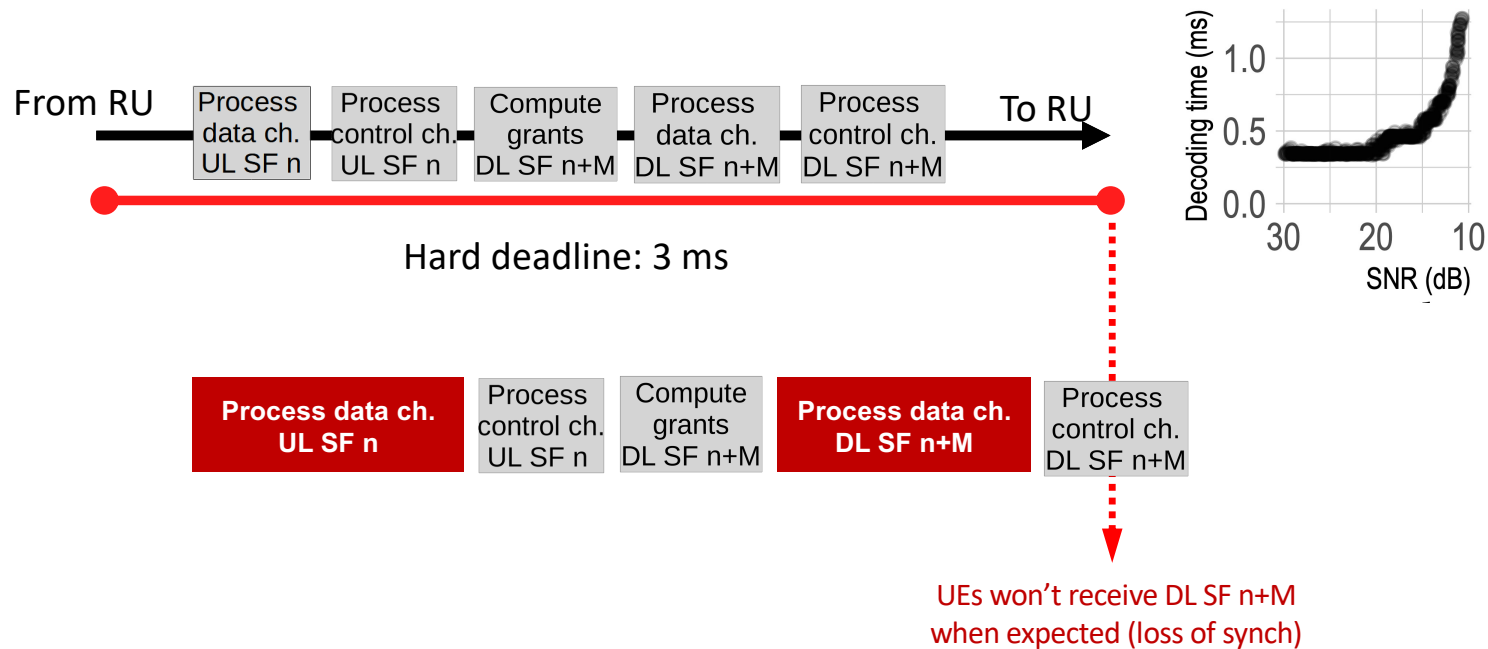 From RU
Process
data ch.
UL SF n
Process
control ch.
UL SF n
Compute
grants
DL SF n+M
Process
data ch.
DL SF n+M
Process
control ch.
DL SF n+M
To RU
Hard deadline: 3 ms
Decoding time (ms)
1.0
0.5
0.0
30
20
10
SNR (dB)
Process data ch.
UL SF n
Process
control ch.
UL SF n
Compute
grants
DL SF n+M
Process data ch.
DL SF n+M
Process
control ch.
DL SF n+M
UEs won’t receive DL SF n+M
when expected (loss of synch)